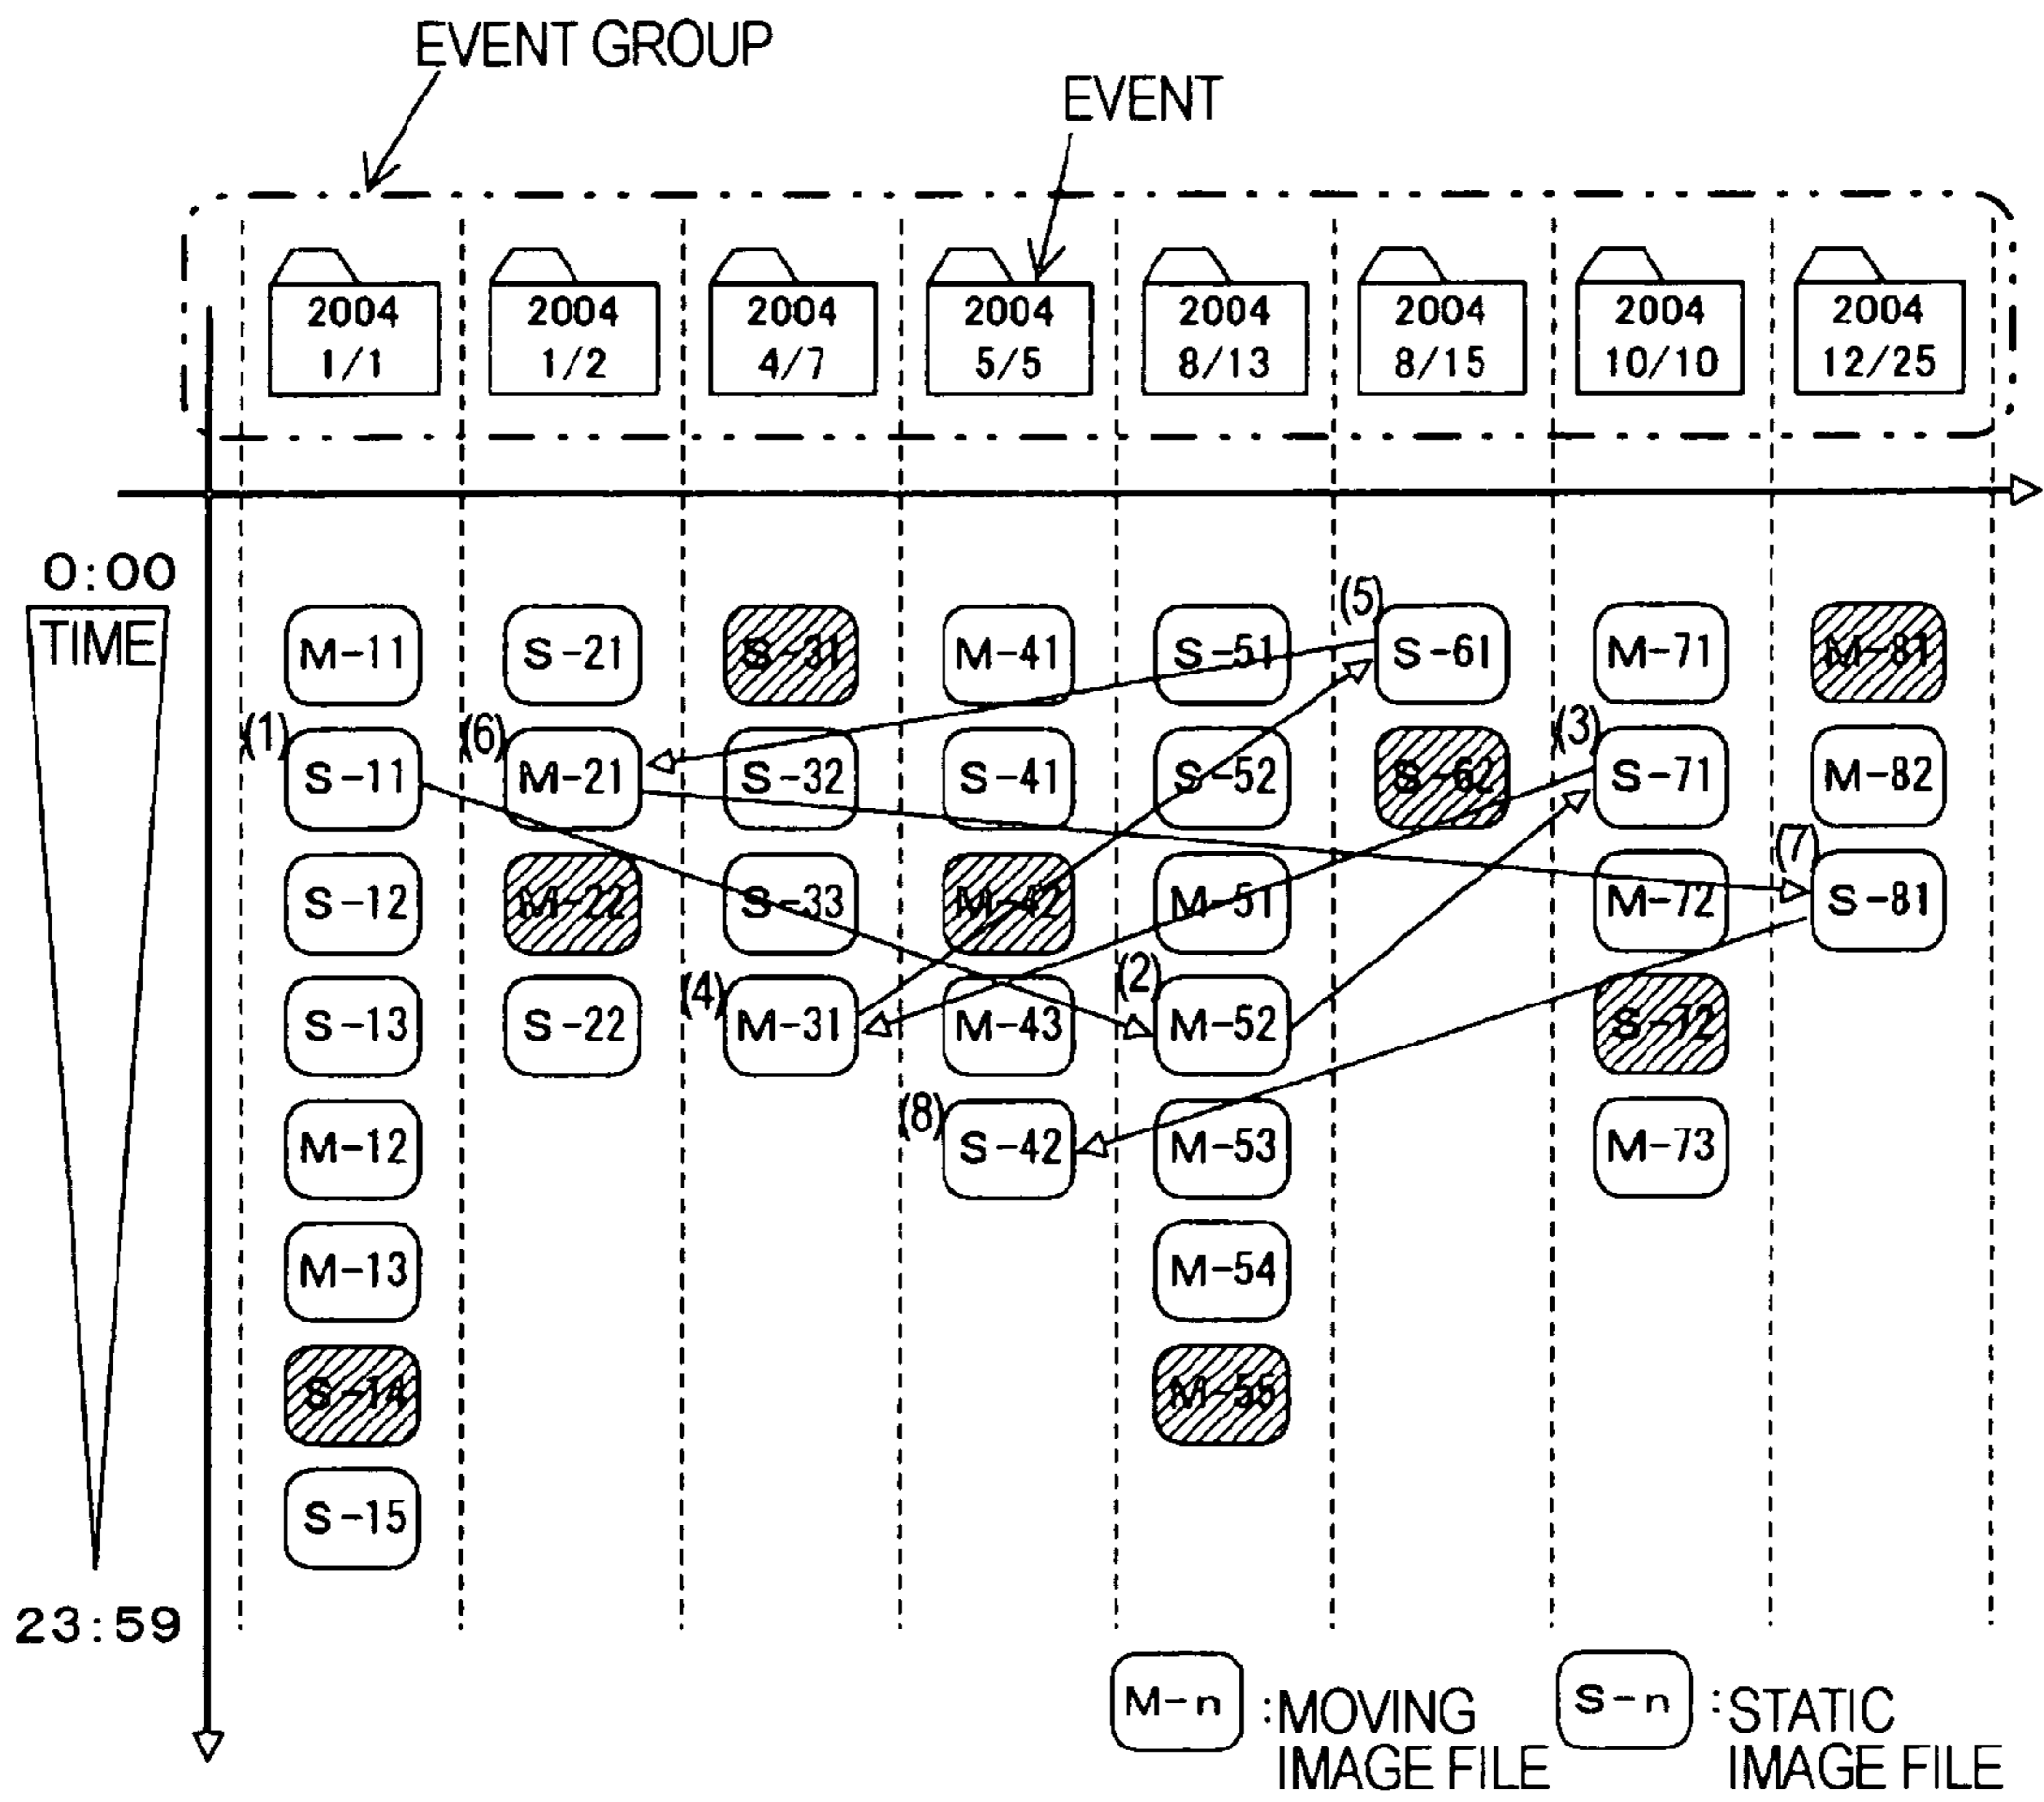 EVENT GROUP
EVENT
2004 2004 2004 2004 2004 2004 2004 2004
1/1 1/2 4/7 5/5 8/13 8/15 10/10 12/25
0:00
TIME
(5)
M-11 S-21 S-31 M-41 S-51 S-61 M-71 M-81
(1) (6) (3)
S-11 M-21 S-32 S-41 S-52 S-62 S-71 M-82
(7)
S-12 M-22 S-33 M-42 M-51 M-72 S-81
(4) (2)
S-13 S-22 M-31 M-43 M-52 S-72
(8)
M-12 S-42 M-53 M-73
M-13 M-54
S-14 M-55
S-15
23:59
M-n :MOVING IMAGE FILE
S-n :STATIC IMAGE FILE